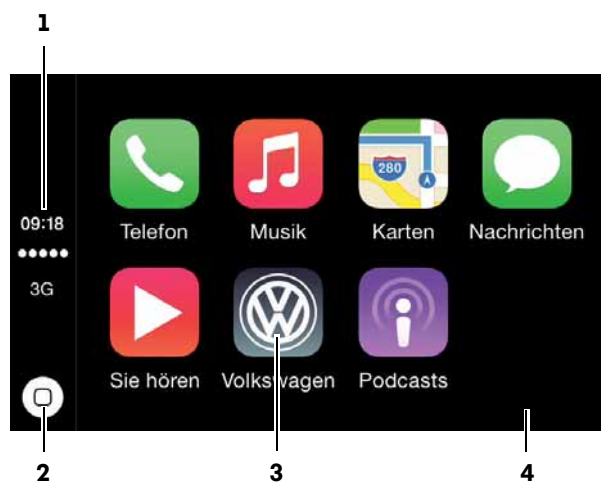 1
09:18
3G
280
Telefon
Musik
Karten
Nachrichten
Sie hören
Volkswagen
Podcasts
2
3
4